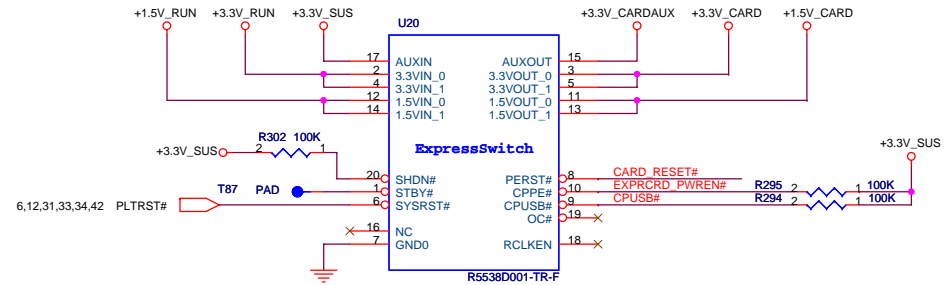 +1.5V_RUN +3.3V_RUN +3.3V_SUS U20 +3.3V_CARDAUX +3.3V_CARD +1.5V_CARD
17 AUXIN AUXOUT 15
2 3.3VIN_0 3.3VOUT_0 3
4 3.3VIN_1 3.3VOUT_1 5
12 1.5VIN_0 1.5VOUT_0 11
14 1.5VIN_1 1.5VOUT_1 13
R302 100K
ExpressSwitch
+3.3V_SUS 2 1
+3.3V_SUS
20 SHDN# PERST# 8 CARD_RESET#
T87 PAD 1 STBY# CPPE# 10 EXPRCRD_PWREN# R295 2 1 100K
6,12,31,33,34,42 PLTRST# 6 SYSRST# CPUSB# 9 CPUSB# R294 2 1 100K
OC# 19
16 NC
7 GND0 RCLKEN 18
R5538D001-TR-F